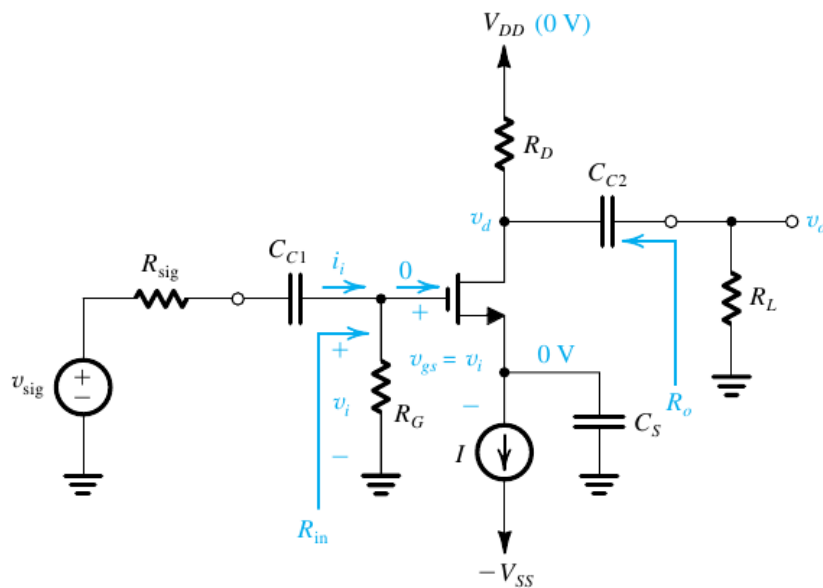 V_DD (0 V)
R_D
C_C2
v_d
v_o
C_C1
i_i
0
R_sig
+
+
R_L
v_gs = v_i
0 V
v_sig
+
−
v_i
R_G
−
C_S
R_o
−
I
R_in
−V_SS